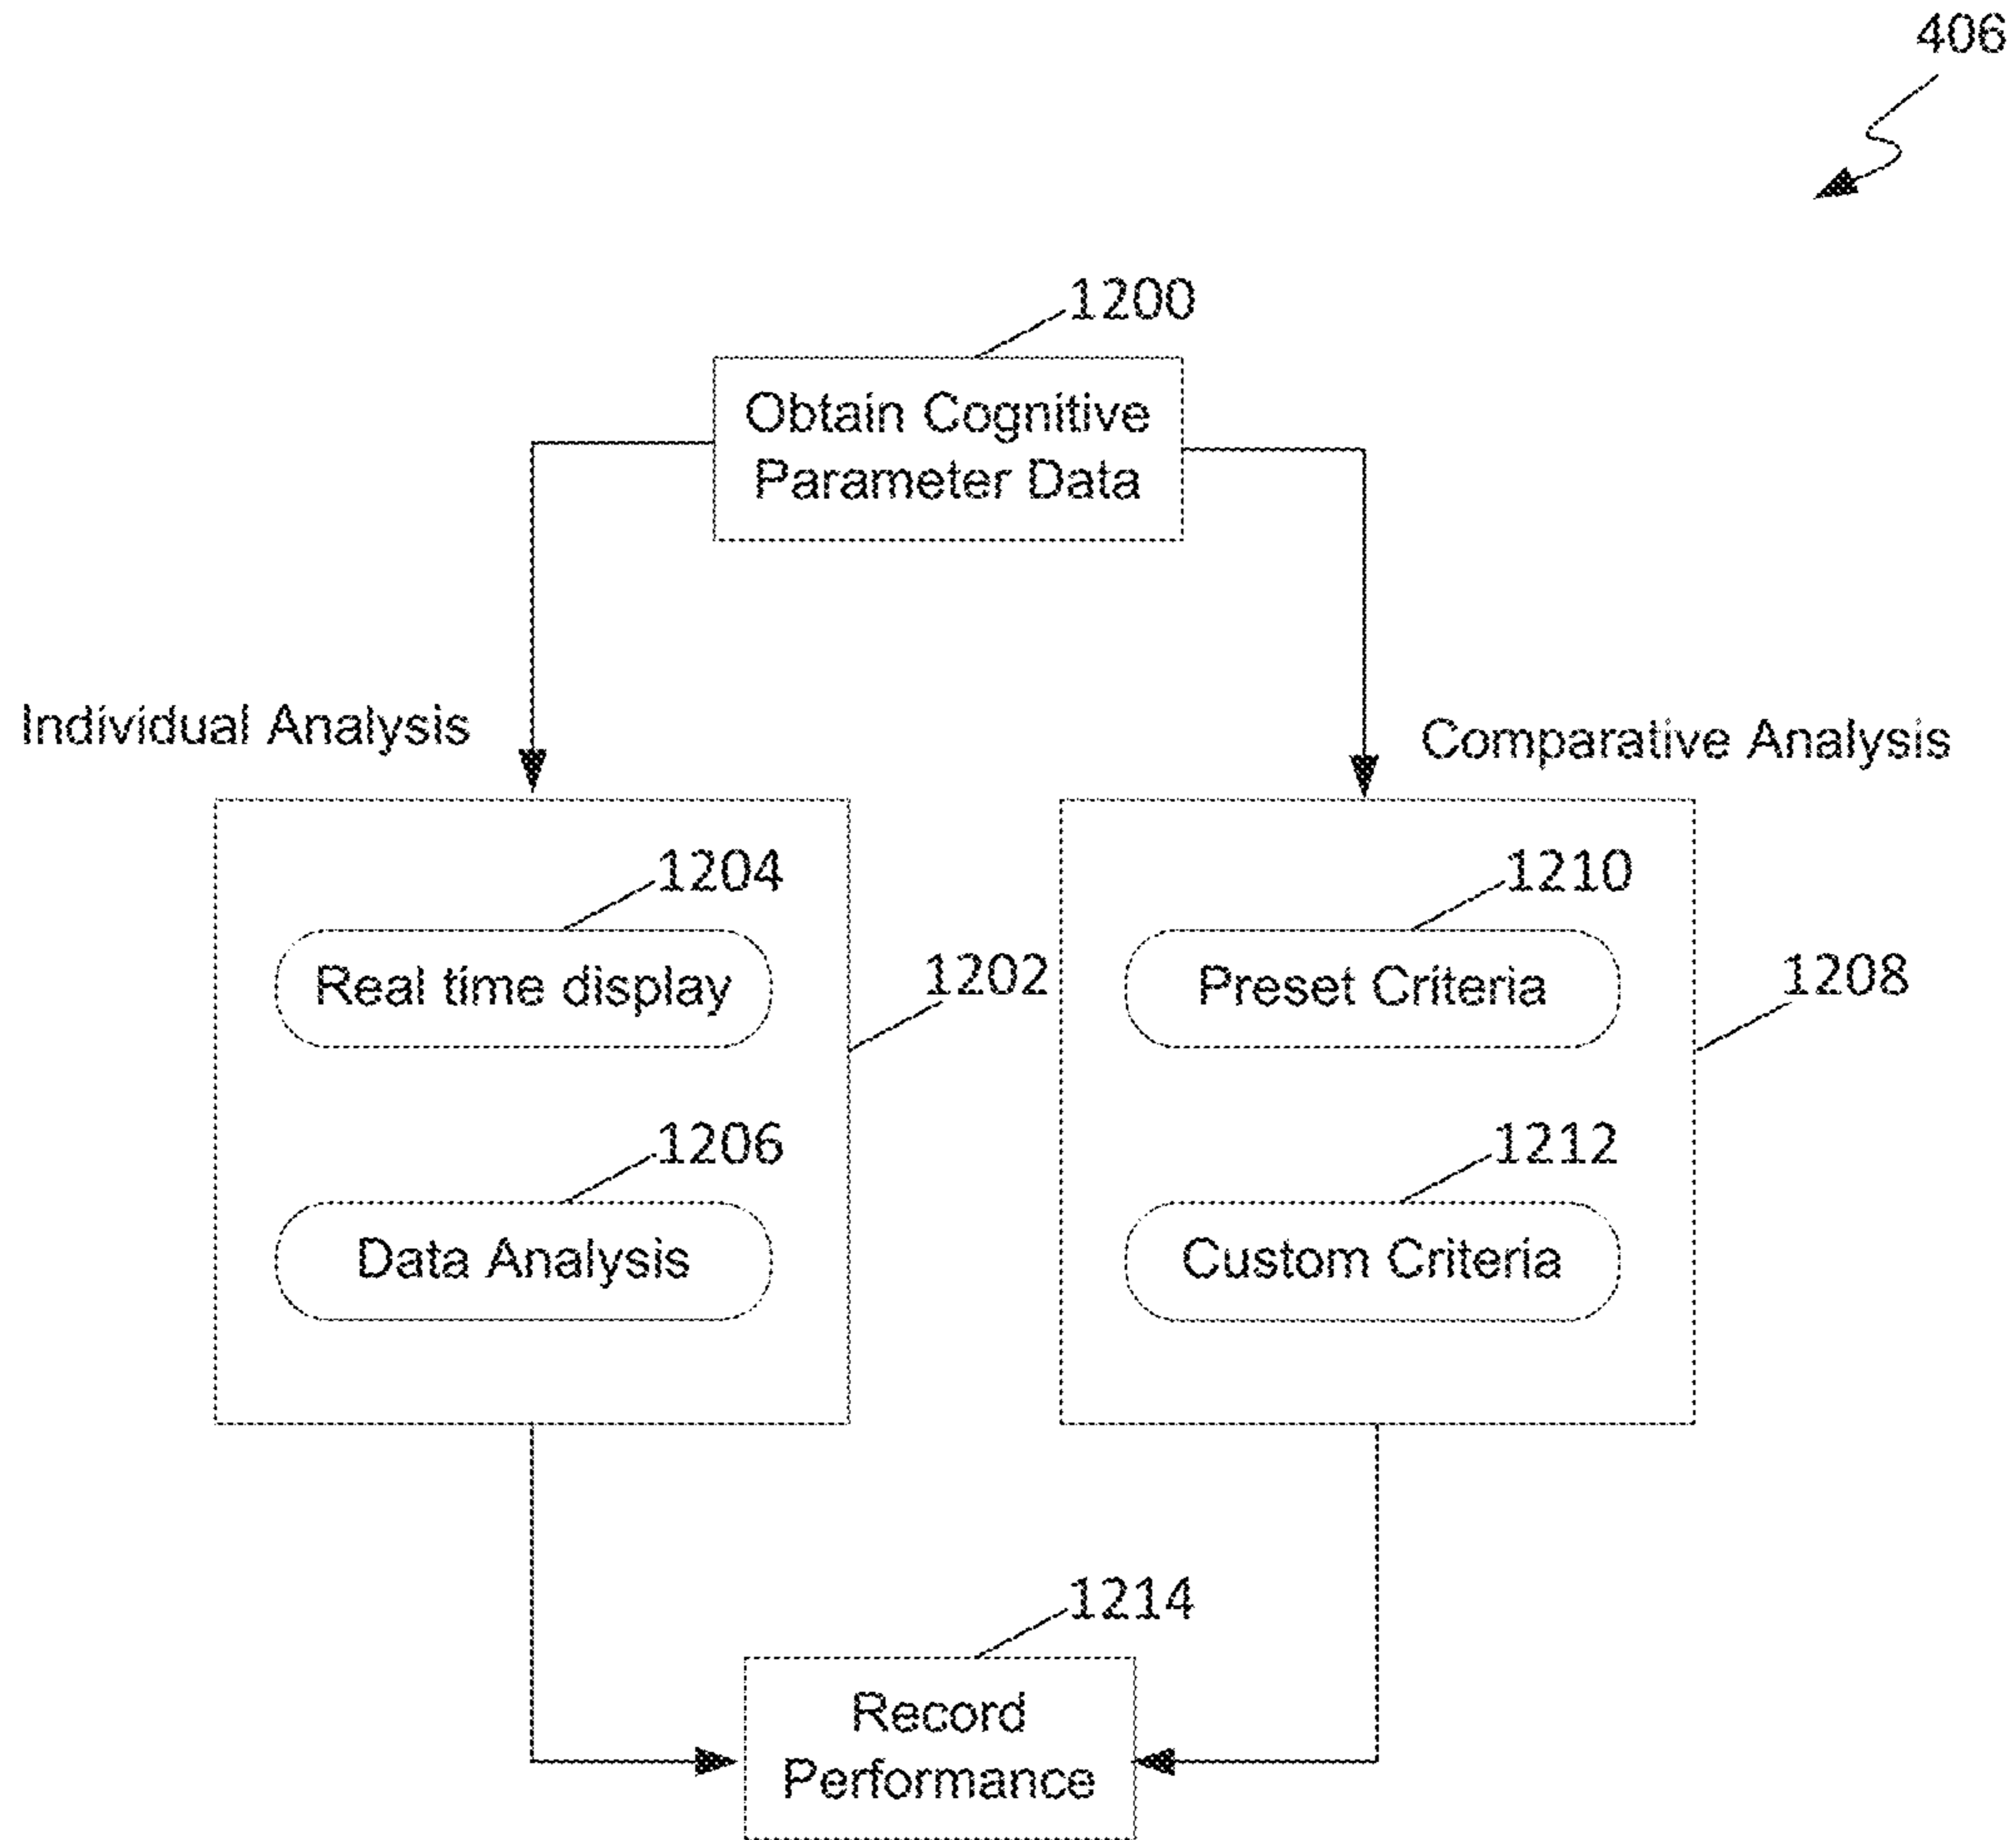 406
1200
Obtain Cognitive
Parameter Data
Individual Analysis
Comparative Analysis
1204
Real time display
1202
1206
Data Analysis
1210
Preset Criteria
1208
1212
Custom Criteria
1214
Record
Performance